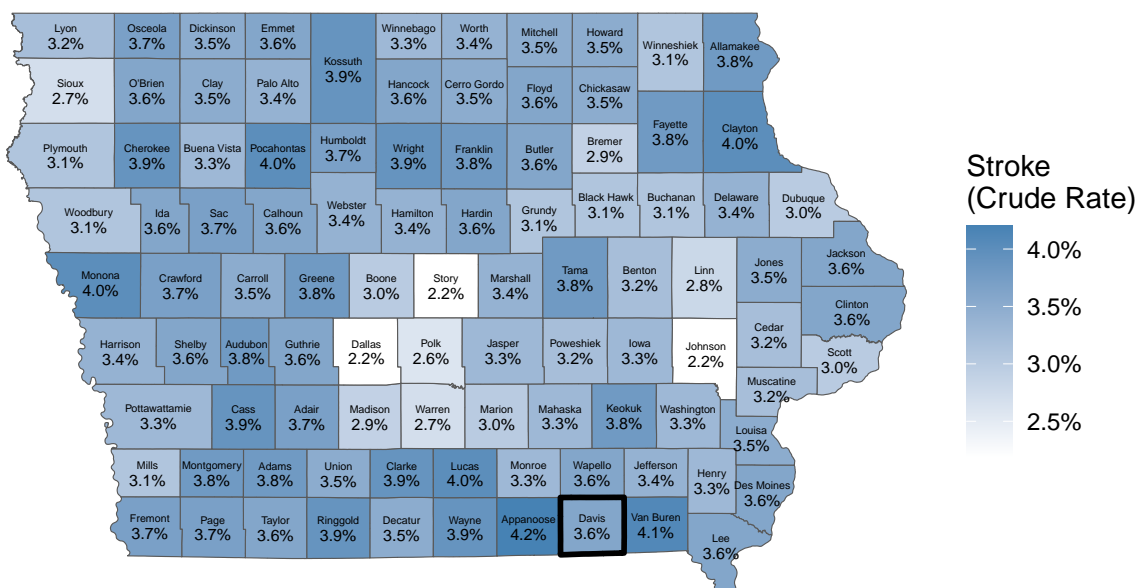 Lyon
3.2%
Osceola
3.7%
Dickinson
3.5%
Emmet
3.6%
Kossuth
3.9%
Winnebago
3.3%
Worth
3.4%
Mitchell
3.5%
Howard
3.5%
Winneshiek
3.1%
Allamakee
3.8%
Sioux
2.7%
O'Brien
3.6%
Clay
3.5%
Palo Alto
3.4%
Hancock
3.6%
Cerro Gordo
3.5%
Floyd
3.6%
Chickasaw
3.5%
Plymouth
3.1%
Cherokee
3.9%
Buena Vista
3.3%
Pocahontas
4.0%
Humboldt
3.7%
Wright
3.9%
Franklin
3.8%
Butler
3.6%
Bremer
2.9%
Fayette
3.8%
Clayton
4.0%
Woodbury
3.1%
Ida
3.6%
Sac
3.7%
Calhoun
3.6%
Webster
3.4%
Hamilton
3.4%
Hardin
3.6%
Grundy
3.1%
Black Hawk
3.1%
Buchanan
3.1%
Delaware
3.4%
Dubuque
3.0%
Monona
4.0%
Crawford
3.7%
Carroll
3.5%
Greene
3.8%
Boone
3.0%
Story
2.2%
Marshall
3.4%
Tama
3.8%
Benton
3.2%
Linn
2.8%
Jones
3.5%
Jackson
3.6%
Clinton
3.6%
Harrison
3.4%
Shelby
3.6%
Audubon
3.8%
Guthrie
3.6%
Dallas
2.2%
Polk
2.6%
Jasper
3.3%
Poweshiek
3.2%
Iowa
3.3%
Johnson
2.2%
Cedar
3.2%
Scott
3.0%
Muscatine
3.2%
Pottawattamie
3.3%
Cass
3.9%
Adair
3.7%
Madison
2.9%
Warren
2.7%
Marion
3.0%
Mahaska
3.3%
Keokuk
3.8%
Washington
3.3%
Louisa
3.5%
Mills
3.1%
Montgomery
3.8%
Adams
3.8%
Union
3.5%
Clarke
3.9%
Lucas
4.0%
Monroe
3.3%
Wapello
3.6%
Jefferson
3.4%
Henry
3.3%
Des Moines
3.6%
Fremont
3.7%
Page
3.7%
Taylor
3.6%
Ringgold
3.9%
Decatur
3.5%
Wayne
3.9%
Appanoose
4.2%
Davis
3.6%
Van Buren
4.1%
Lee
3.6%
Stroke
(Crude Rate)
4.0%
3.5%
3.0%
2.5%